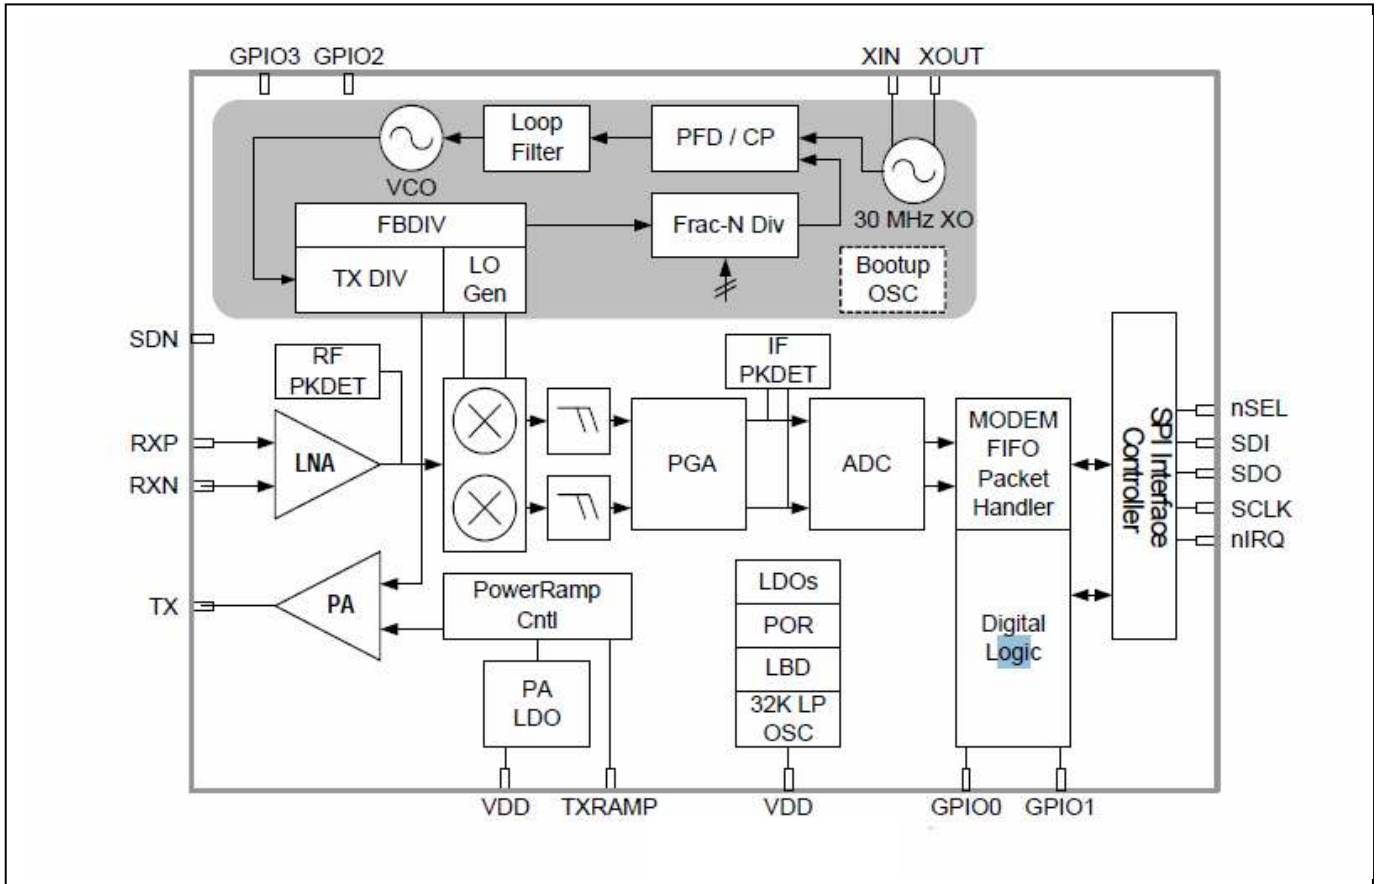 GPIO3 GPIO2
XIN XOUT
Loop
Filter
PFD / CP
VCO
30 MHz XO
FBDIV
Frac-N Div
TX DIV
LO
Gen
Bootup
OSC
SDN
RF
PKDET
IF
PKDET
RXP
RXN
LNA
PGA
ADC
MODEM
FIFO
Packet
Handler
SPI Interface
Controller
nSEL
SDI
SDO
SCLK
nIRQ
TX
PA
PowerRamp
Cntl
PA
LDO
LDOs
POR
LBD
32K LP
OSC
Digital
Logic
VDD
TXRAMP
VDD
GPIO0
GPIO1